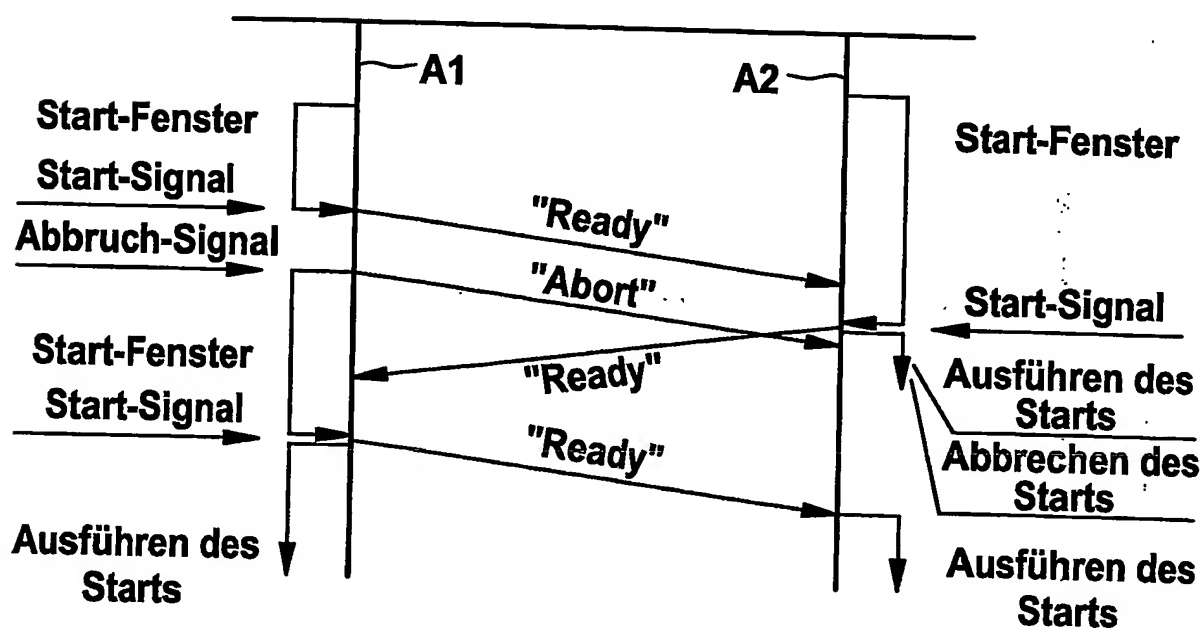 A1
A2
Start-Fenster
Start-Fenster
Start-Signal
"Ready"
Abbruch-Signal
"Abort"
Start-Signal
Start-Fenster
"Ready"
Ausführen des
Starts
Start-Signal
"Ready"
Abbrechen des
Starts
Ausführen des
Starts
Ausführen des
Starts